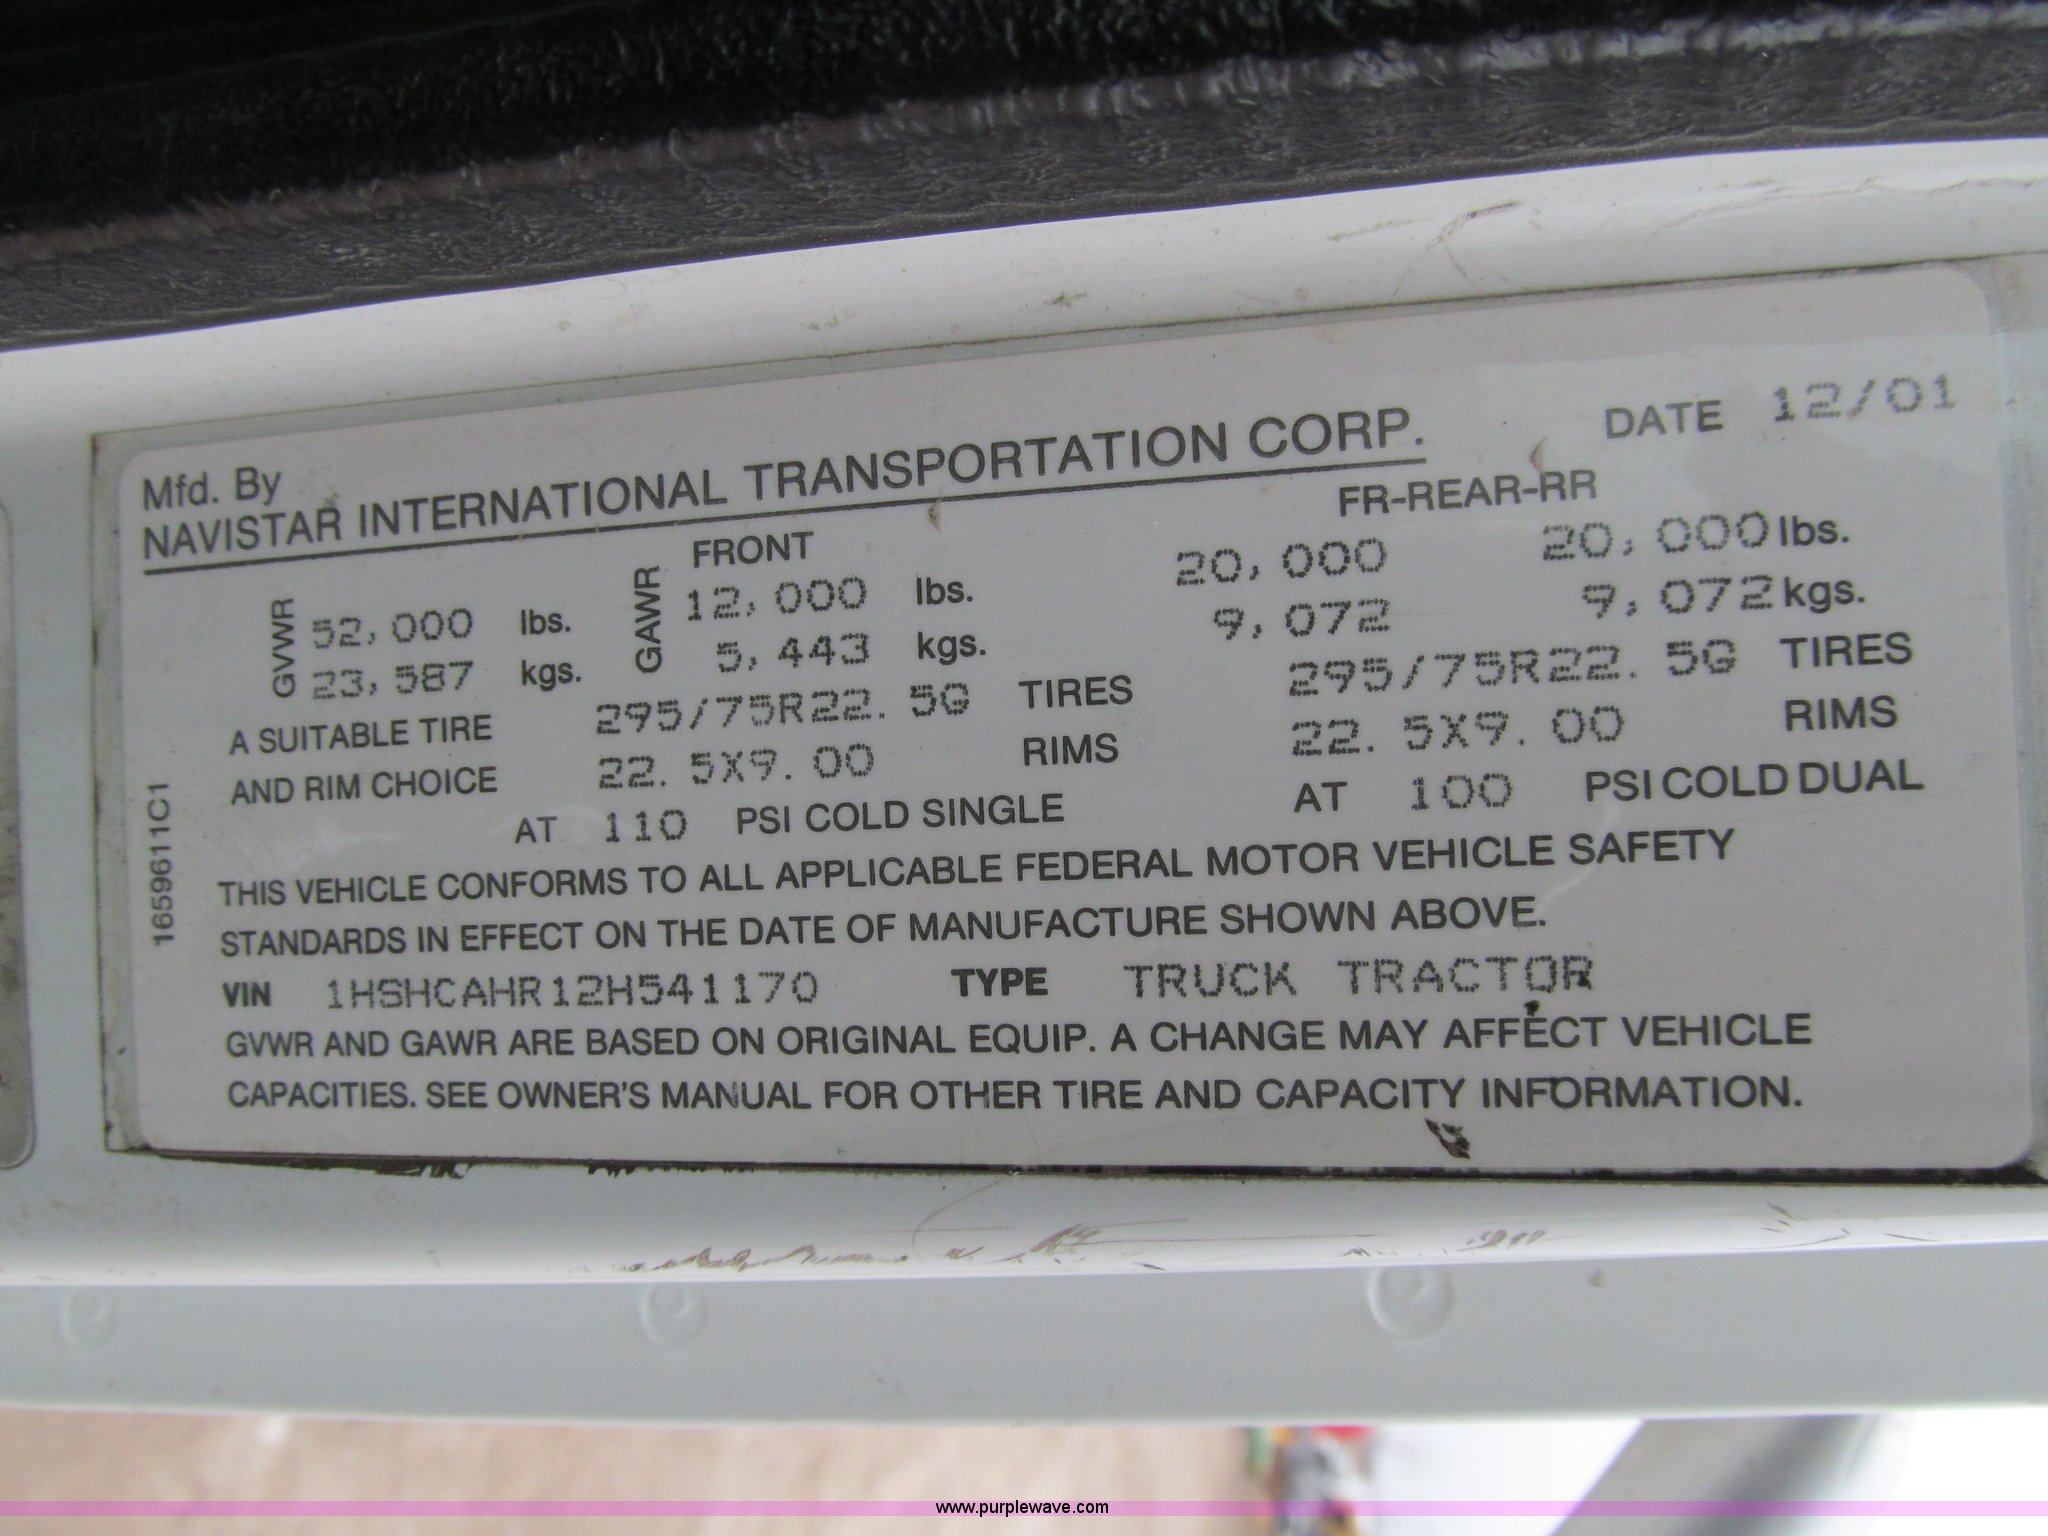 Mfd. By
NAVISTAR INTERNATIONAL TRANSPORTATION CORP.
DATE 12/01
FRONT FR-REAR-RR
GVWR 52,000 lbs. GAWR 12,000 lbs. 20,000 20,000 lbs.
23,587 kgs. 5,443 kgs. 9,072 9,072 kgs.
A SUITABLE TIRE 295/75R22.5G TIRES 295/75R22.5G TIRES
AND RIM CHOICE 22.5X9.00 RIMS 22.5X9.00 RIMS
AT 110 PSI COLD SINGLE AT 100 PSI COLD DUAL
THIS VEHICLE CONFORMS TO ALL APPLICABLE FEDERAL MOTOR VEHICLE SAFETY
STANDARDS IN EFFECT ON THE DATE OF MANUFACTURE SHOWN ABOVE.
VIN 1HSHCAHR12H541170 TYPE TRUCK TRACTOR
GVWR AND GAWR ARE BASED ON ORIGINAL EQUIP. A CHANGE MAY AFFECT VEHICLE
CAPACITIES. SEE OWNER'S MANUAL FOR OTHER TIRE AND CAPACITY INFORMATION.
1659611C1
www.purplewave.com